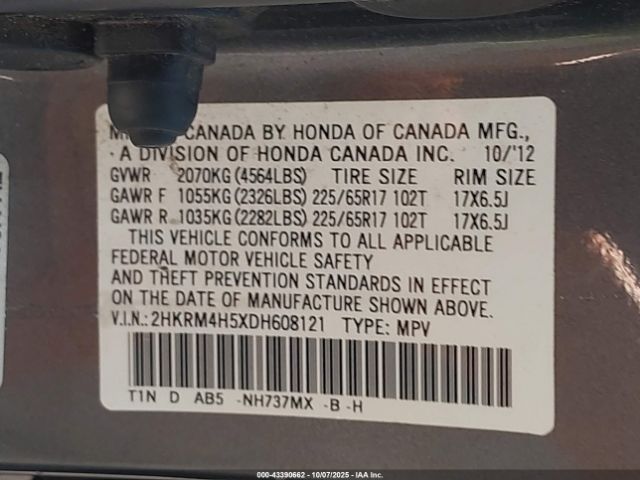 CANADA BY HONDA OF CANADA MFG.,
A DIVISION OF HONDA CANADA INC. 10/'12
GVWR 2070KG (4564LBS) TIRE SIZE RIM SIZE
GAWR F 1055KG (2326LBS) 225/65R17 102T 17X6.5J
GAWR R 1035KG (2282LBS) 225/65R17 102T 17X6.5J
THIS VEHICLE CONFORMS TO ALL APPLICABLE
FEDERAL MOTOR VEHICLE SAFETY
AND THEFT PREVENTION STANDARDS IN EFFECT
ON THE DATE OF MANUFACTURE SHOWN ABOVE.
V.I.N.: 2HKRM4H5XDH608121 TYPE: MPV
T1N D AB5 -NH737MX -B -H
© - 43390662 - 10/07/2025 - IAA Inc.